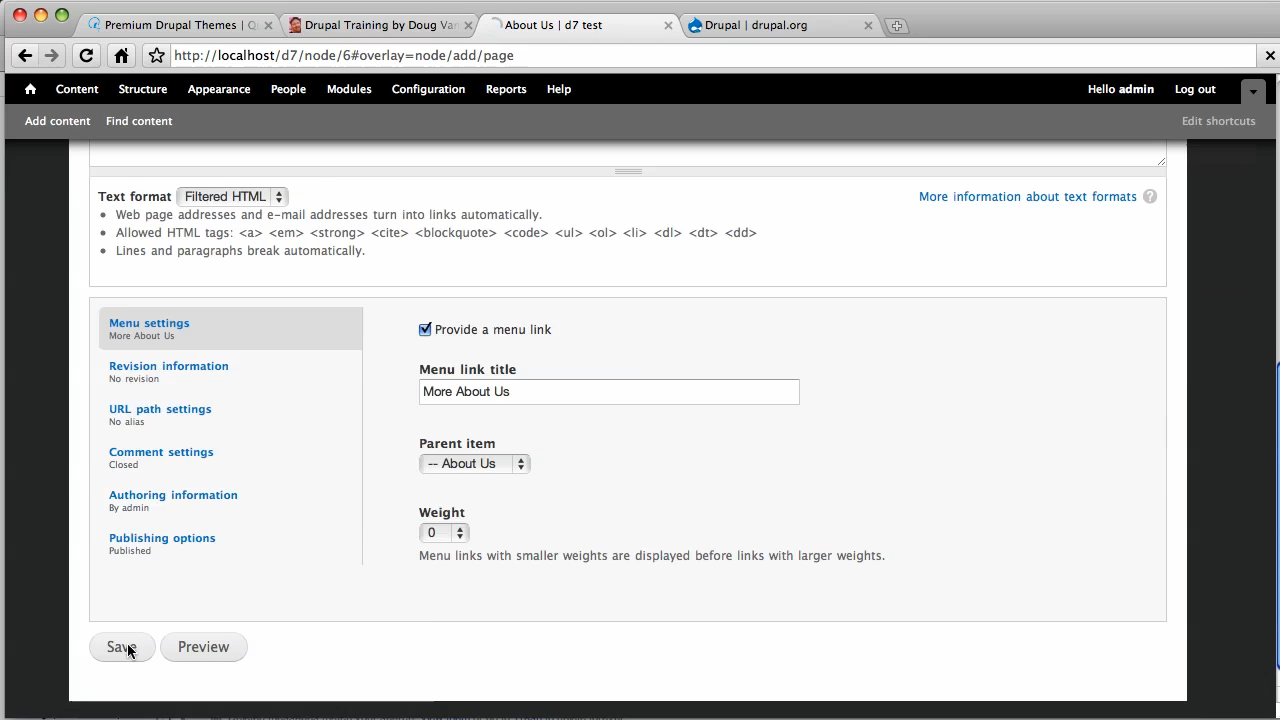 Premium Drupal Themes | Q
Drupal Training by Doug Van
About Us | d7 test
Drupal | drupal.org
http://localhost/d7/node/6#overlay=node/add/page
Content Structure Appearance People Modules Configuration Reports Help Hello admin Log out
Add content Find content Edit shortcuts
Text format Filtered HTML More information about text formats ?
• Web page addresses and e-mail addresses turn into links automatically.
• Allowed HTML tags: <a> <em> <strong> <cite> <blockquote> <code> <ul> <ol> <li> <dl> <dt> <dd>
• Lines and paragraphs break automatically.
Menu settings
More About Us
Revision information
No revision
URL path settings
No alias
Comment settings
Closed
Authoring information
By admin
Publishing options
Published
Provide a menu link
Menu link title
More About Us
Parent item
-- About Us
Weight
0
Menu links with smaller weights are displayed before links with larger weights.
Save Preview